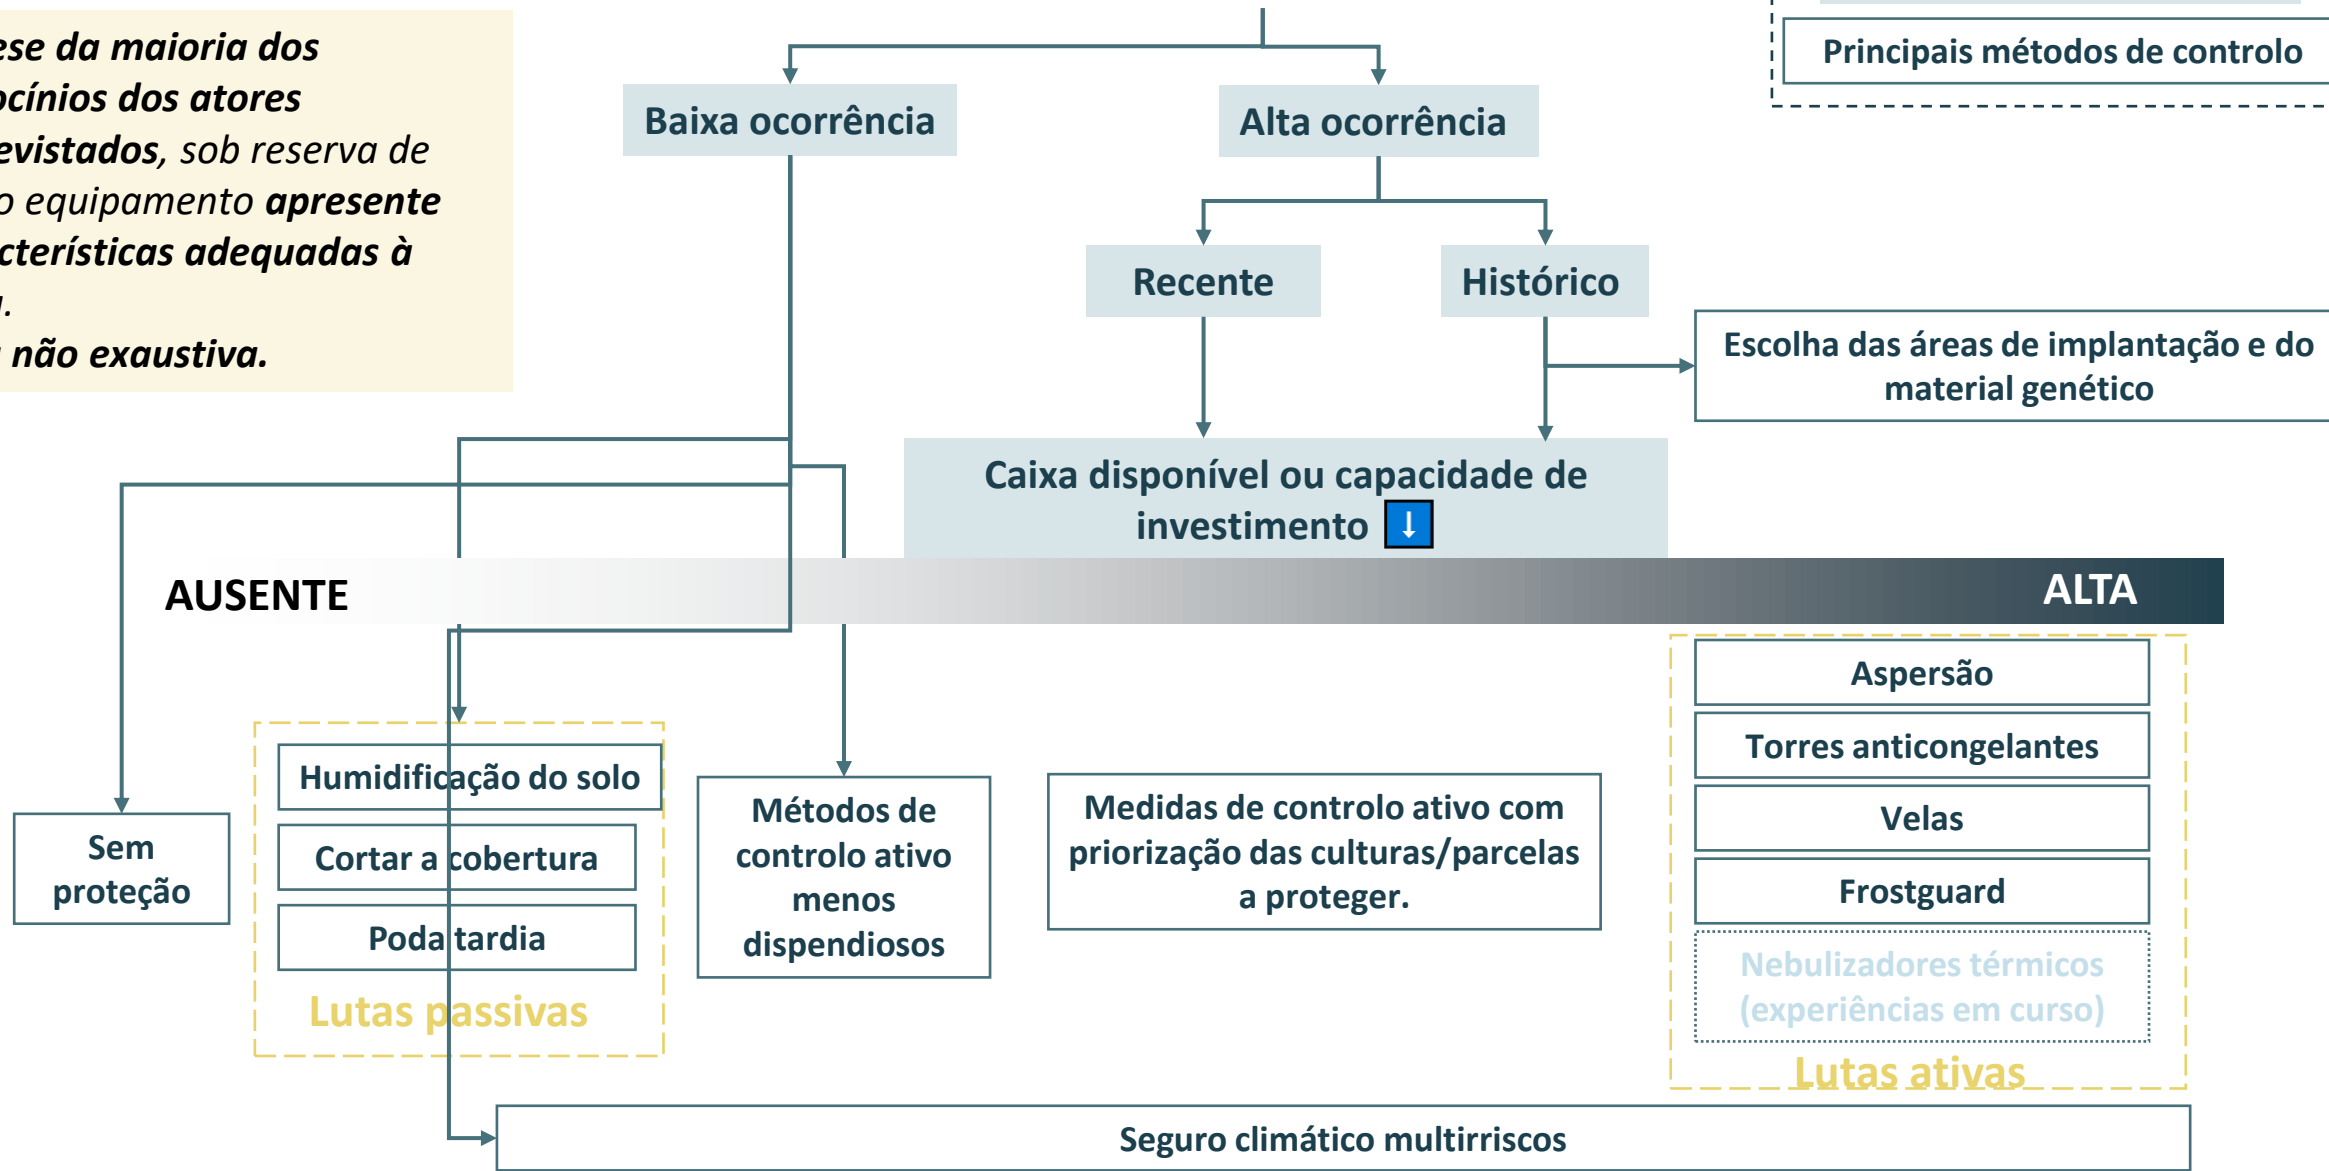 ese da maioria dos
ocínios dos atores
evistados, sob reserva de
o equipamento apresente
cterísticas adequadas à
.
não exaustiva.
Principais métodos de controlo
Baixa ocorrência
Alta ocorrência
Recente
Histórico
Escolha das áreas de implantação e do
material genético
Caixa disponível ou capacidade de
investimento ↓
AUSENTE
ALTA
Sem
proteção
Humidificação do solo
Cortar a cobertura
Poda tardia
Lutas passivas
Métodos de
controlo ativo
menos
dispendiosos
Medidas de controlo ativo com
priorização das culturas/parcelas
a proteger.
Aspersão
Torres anticongelantes
Velas
Frostguard
Nebulizadores térmicos
(experiências em curso)
Lutas ativas
Seguro climático multirriscos